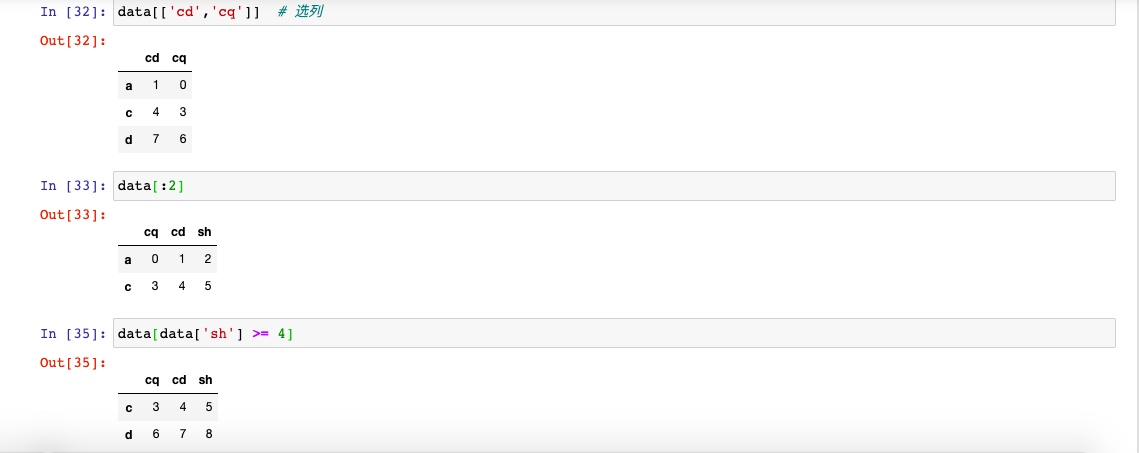 In [32]: data[['cd','cq']]  # 选列
Out[32]:
cd cq
a 1 0
c 4 3
d 7 6
In [33]: data[:2]
Out[33]:
cq cd sh
a 0 1 2
c 3 4 5
In [35]: data[data['sh'] >= 4]
Out[35]:
cq cd sh
c 3 4 5
d 6 7 8